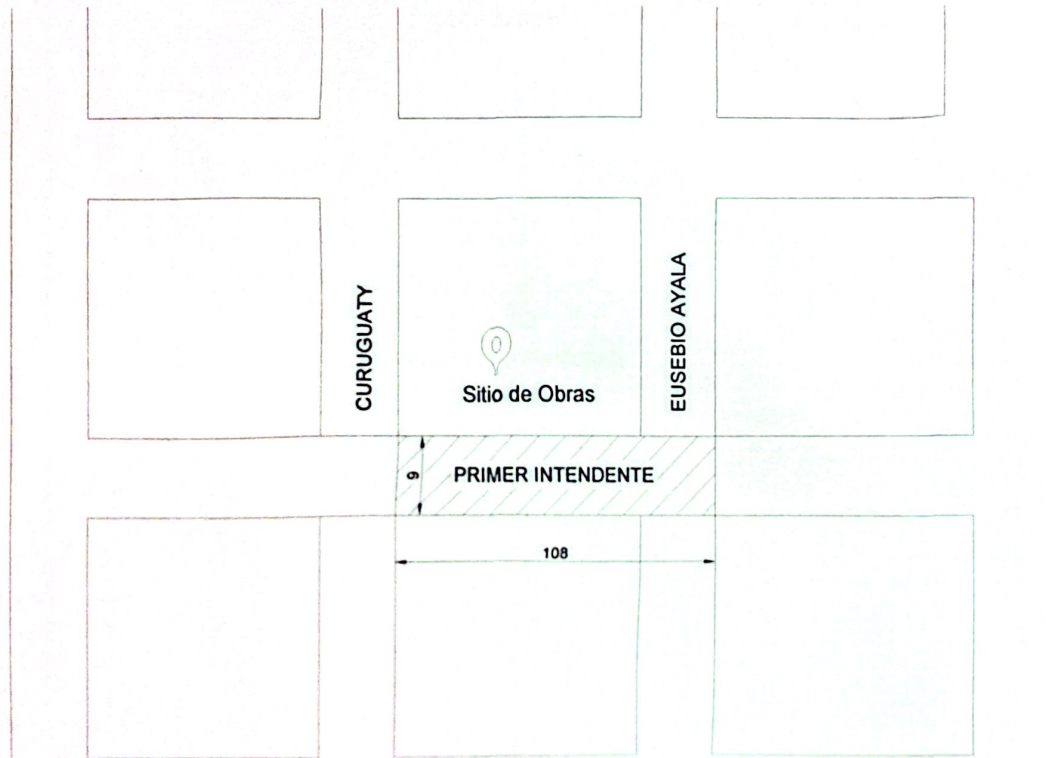 CURUGUATY
EUSEBIO AYALA
Sitio de Obras
9
PRIMER INTENDENTE
108